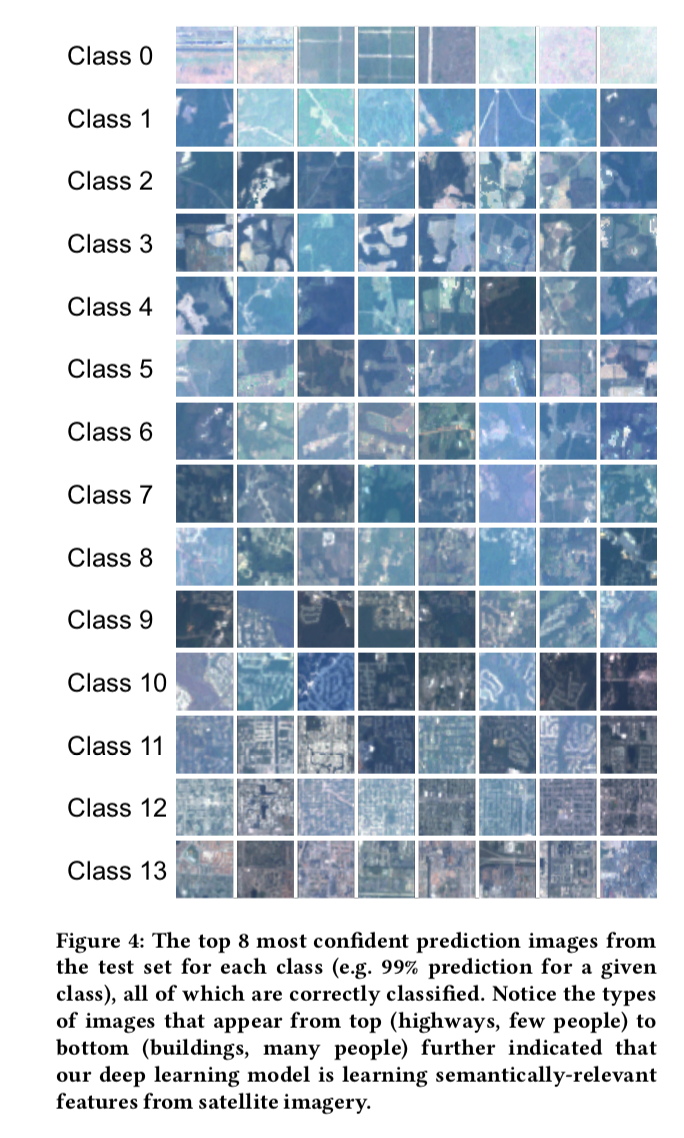 Class 0
Class 1
Class 2
Class 3
Class 4
Class 5
Class 6
Class 7
Class 8
Class 9
Class 10
Class 11
Class 12
Class 13
Figure 4: The top 8 most confident prediction images from
the test set for each class (e.g. 99% prediction for a given
class), all of which are correctly classified. Notice the types
of images that appear from top (highways, few people) to
bottom (buildings, many people) further indicated that
our deep learning model is learning semantically-relevant
features from satellite imagery.